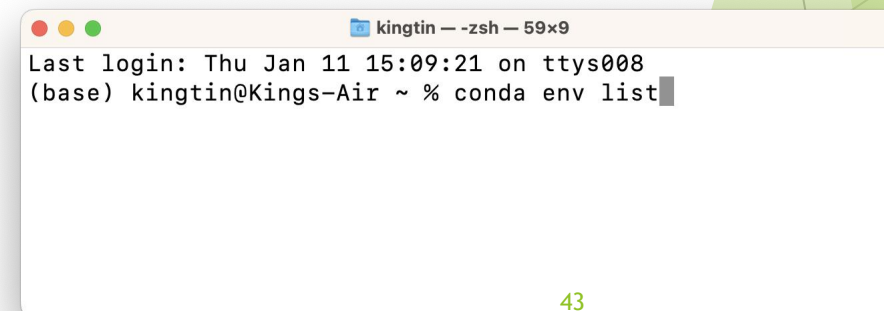 kingtin — -zsh — 59×9
Last login: Thu Jan 11 15:09:21 on ttys008
(base) kingtin@Kings-Air ~ % conda env list
43